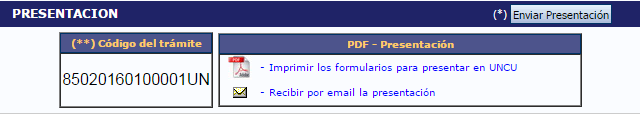 PRESENTACION (*) Enviar Presentación
(**) Código del trámite
85020160100001UN
PDF - Presentación
PDF
- Imprimir los formularios para presentar en UNCU
- Recibir por email la presentación